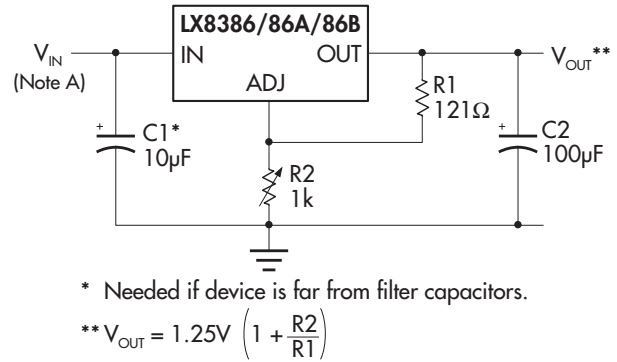 LX8386/86A/86B
V_IN IN OUT V_OUT**
(Note A) ADJ
R1
121Ω
+ C1*
10µF
+ C2
100µF
R2
1k
* Needed if device is far from filter capacitors.
** V_OUT = 1.25V (1 + R2/R1)